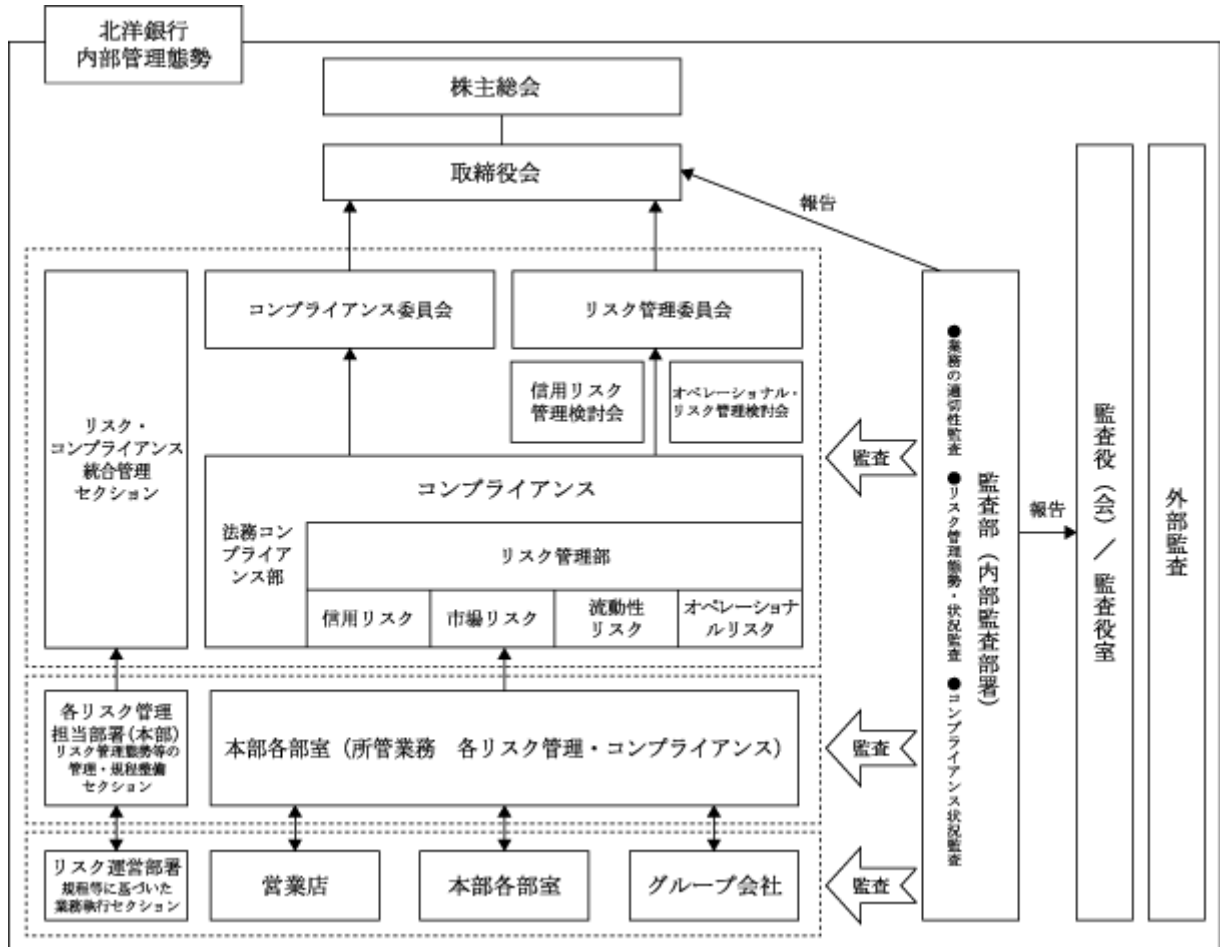 北洋銀行
内部管理態勢
株主総会
取締役会
報告
コンプライアンス委員会
リスク管理委員会
信用リスク
管理検討会
オペレーショナル・
リスク管理検討会
リスク・
コンプライアンス
統合管理
セクション
コンプライアンス
法務コン
プライア
ンス部
リスク管理部
信用リスク
市場リスク
流動性
リスク
オペレーショナ
ルリスク
監査
各リスク管理
担当部署(本部)
リスク管理態勢等の
管理・規程整備
セクション
本部各部室(所管業務 各リスク管理・コンプライアンス)
監査
リスク運営部署
規程等に基づいた
業務執行セクション
営業店
本部各部室
グループ会社
監査
監査部(内部監査部署)
●業務の適切性監査 ●リスク管理態勢・状況監査 ●コンプライアンス状況監査
報告
監査役(会)/監査役室
外部監査